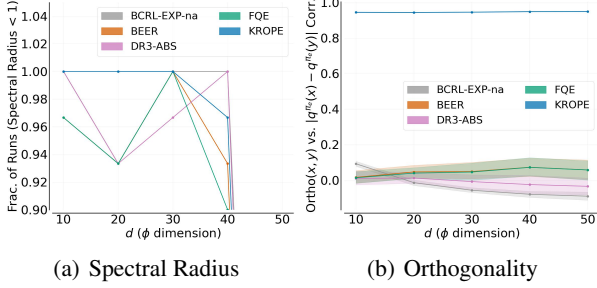 Frac. of Runs (Spectral Radius < 1)
1.04
1.02
1.00
0.98
0.96
0.94
0.92
0.90
BCRL-EXP-na
BEER
DR3-ABS
FQE
KROPE
10 20 30 40 50
d (ϕ dimension)
(a) Spectral Radius
Ortho(x, y) vs. |q^{πₑ}(x) − q^{πₑ}(y)| Corr.
1.0
0.8
0.6
0.4
0.2
0.0
BCRL-EXP-na
BEER
DR3-ABS
FQE
KROPE
10 20 30 40 50
d (ϕ dimension)
(b) Orthogonality